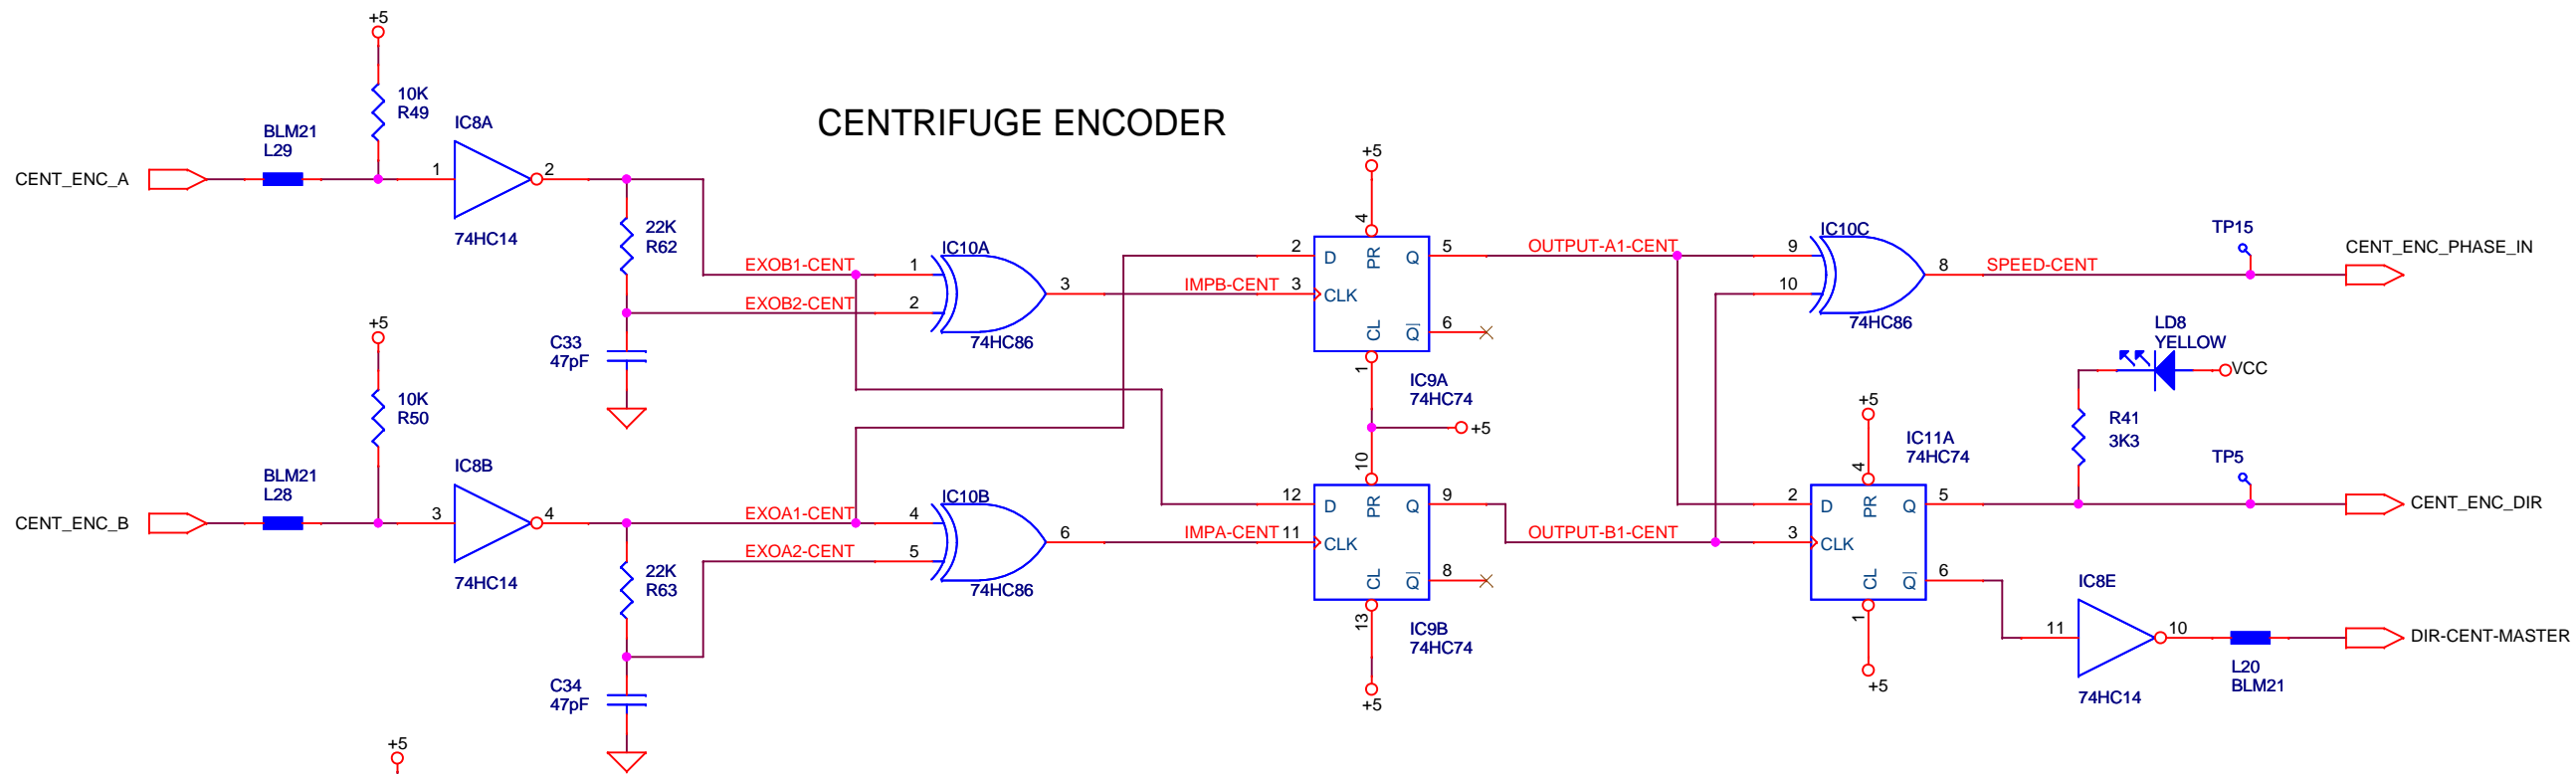 +5
10K
R49
BLM21
L29
IC8A
CENT_ENC_A
1
2
74HC14
CENTRIFUGE ENCODER
22K
R62
C33
47pF
EXOB1-CENT
EXOB2-CENT
IC10A
1
2
3
74HC86
IMPB-CENT
+5
4
2
3
D
CLK
PR
CL
Q
Q
5
6
1
IC9A
74HC74
+5
OUTPUT-A1-CENT
IC10C
9
10
8
74HC86
SPEED-CENT
TP15
CENT_ENC_PHASE_IN
LD8
YELLOW
VCC
R41
3K3
+5
10K
R50
BLM21
L28
IC8B
CENT_ENC_B
3
4
74HC14
22K
R63
C34
47pF
EXOA1-CENT
EXOA2-CENT
IC10B
4
5
6
74HC86
IMPA-CENT
10
12
11
D
CLK
PR
CL
Q
Q
9
8
13
IC9B
74HC74
+5
OUTPUT-B1-CENT
+5
IC11A
74HC74
4
2
3
D
CLK
PR
CL
Q
Q
5
6
1
+5
TP5
CENT_ENC_DIR
IC8E
11
10
74HC14
L20
BLM21
DIR-CENT-MASTER
+5